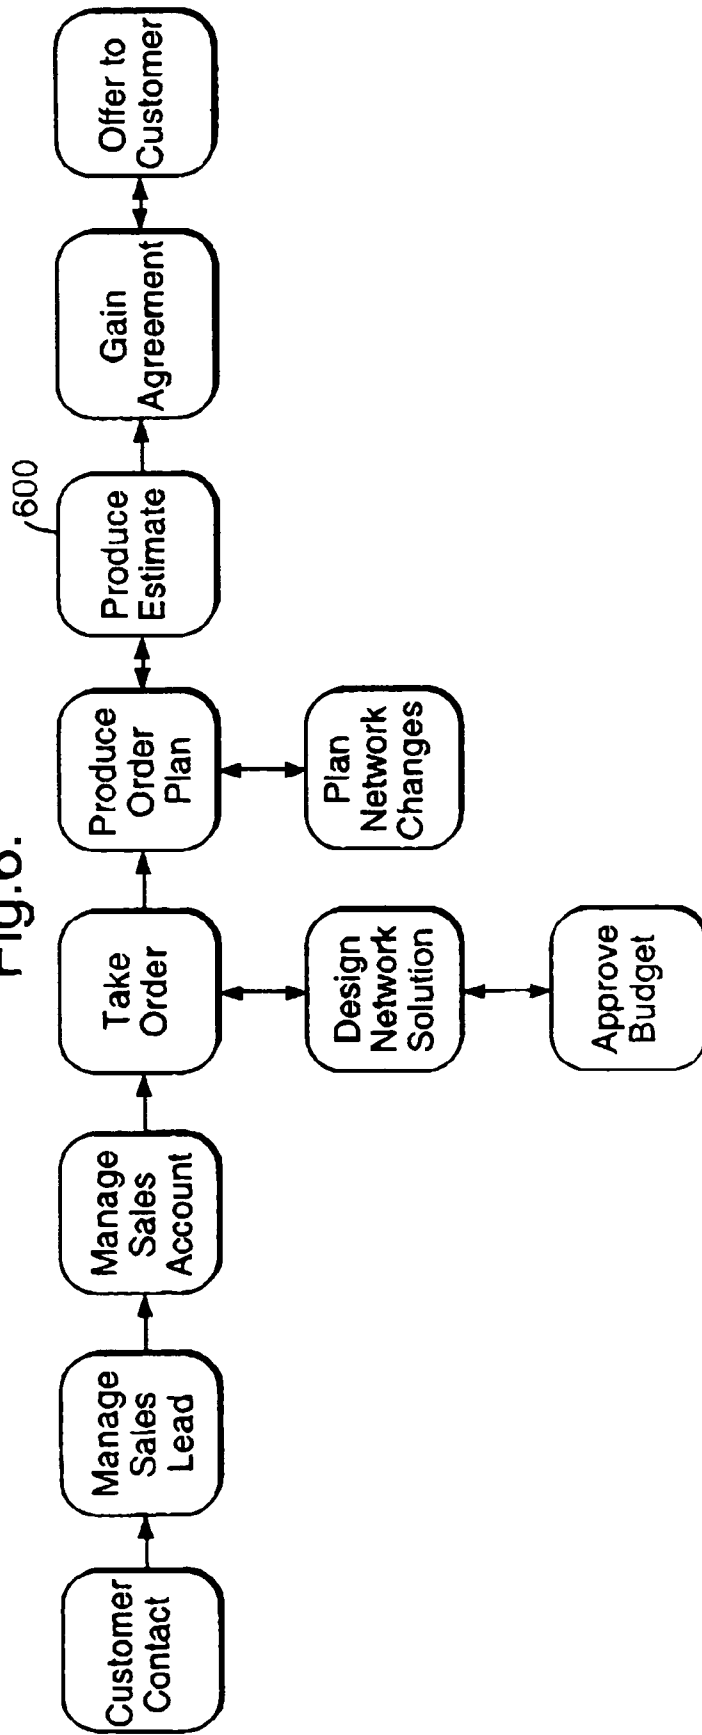 Fig.6.
Customer
Contact
Manage
Sales
Lead
Manage
Sales
Account
Take
Order
Produce
Order
Plan
600
Produce
Estimate
Gain
Agreement
Offer to
Customer
Design
Network
Solution
Plan
Network
Changes
Approve
Budget